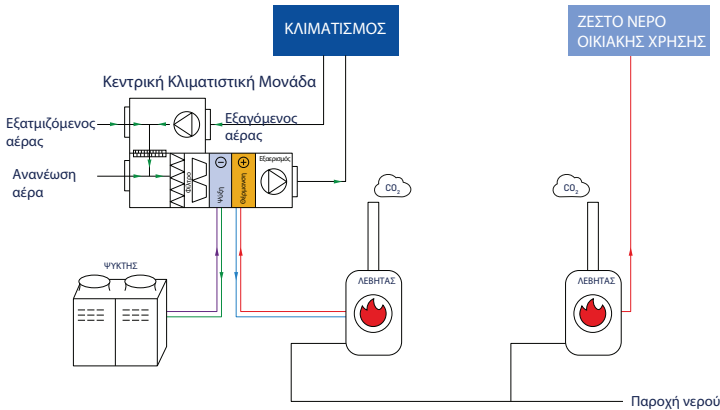 ΚΛΙΜΑΤΙΣΜΟΣ
ΖΕΣΤΟ ΝΕΡΟ
ΟΙΚΙΑΚΗΣ ΧΡΗΣΗΣ
Κεντρική Κλιματιστική Μονάδα
Εξατμιζόμενος
αέρας
Εξαγόμενος
αέρας
Ανανέωση
αέρα
Φίλτρο
Ψύξη
Θέρμανση
Εξαερισμός
CO₂
CO₂
ΨΥΚΤΗΣ
ΛΕΒΗΤΑΣ
ΛΕΒΗΤΑΣ
Παροχή νερού